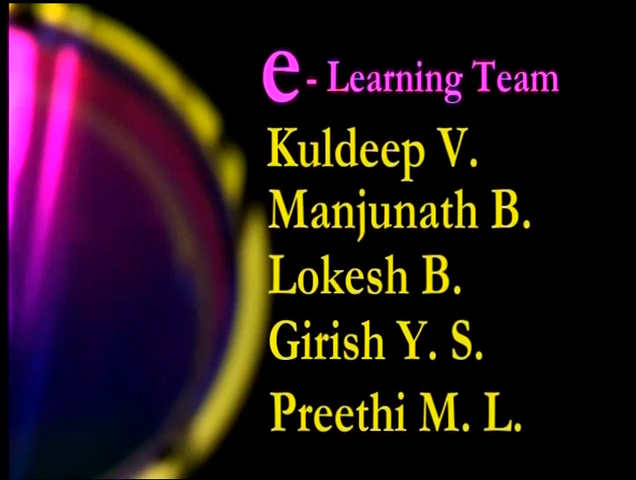 e- Learning Team
Kuldeep V.
Manjunath B.
Lokesh B.
Girish Y. S.
Preethi M. L.